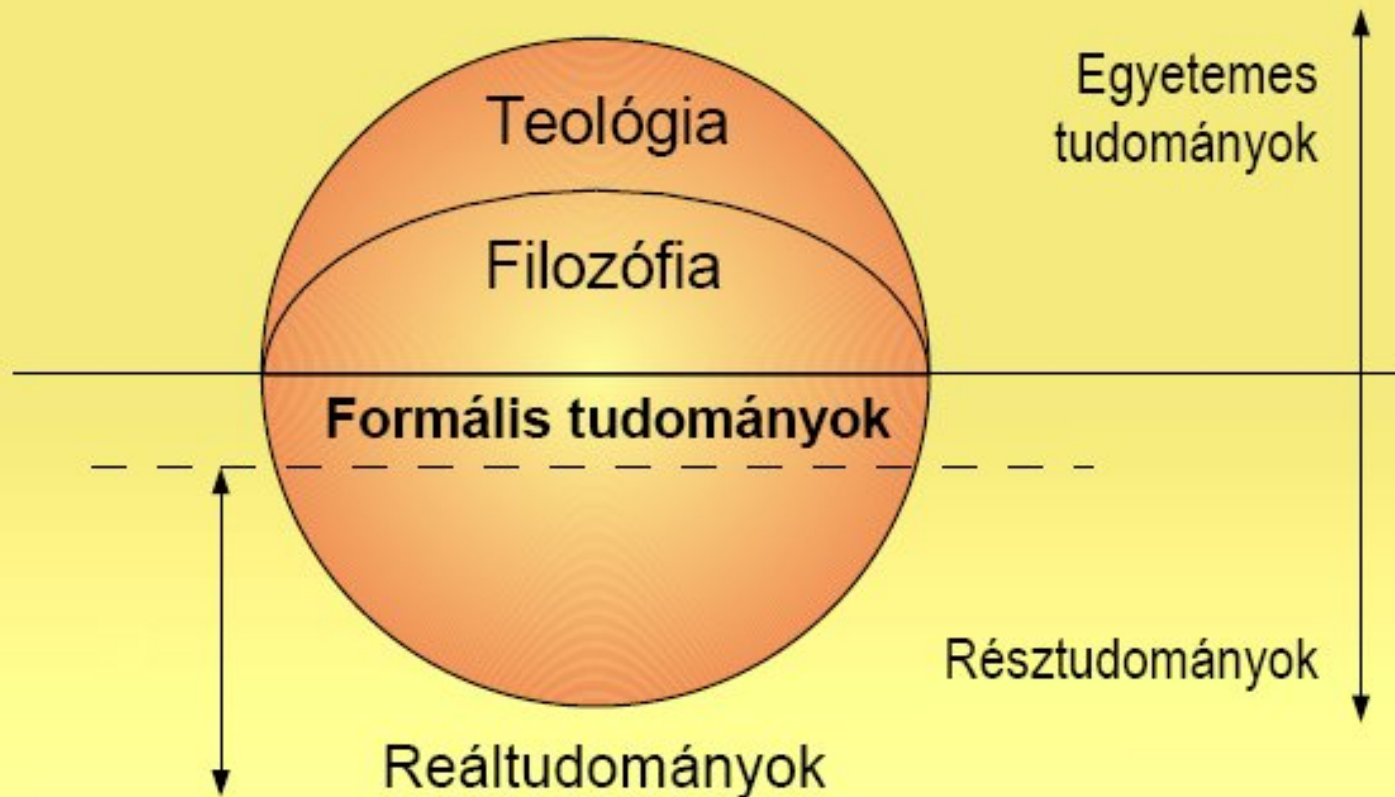 Teológia
Egyetemes
tudományok
Filozófia
Formális tudományok
Résztudományok
Reáltudományok